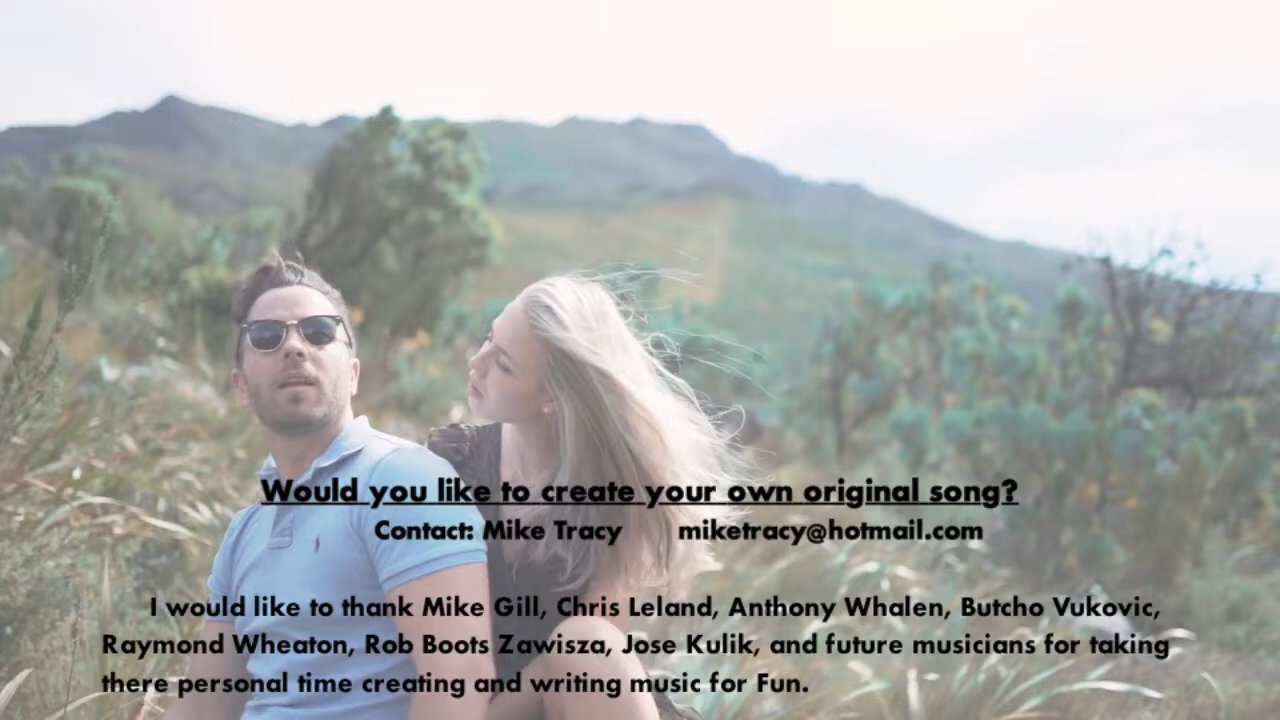 Would you like to create your own original song?
Contact: Mike Tracy miketracy@hotmail.com
I would like to thank Mike Gill, Chris Leland, Anthony Whalen, Butcho Vukovic,
Raymond Wheaton, Rob Boots Zawisza, Jose Kulik, and future musicians for taking
there personal time creating and writing music for Fun.